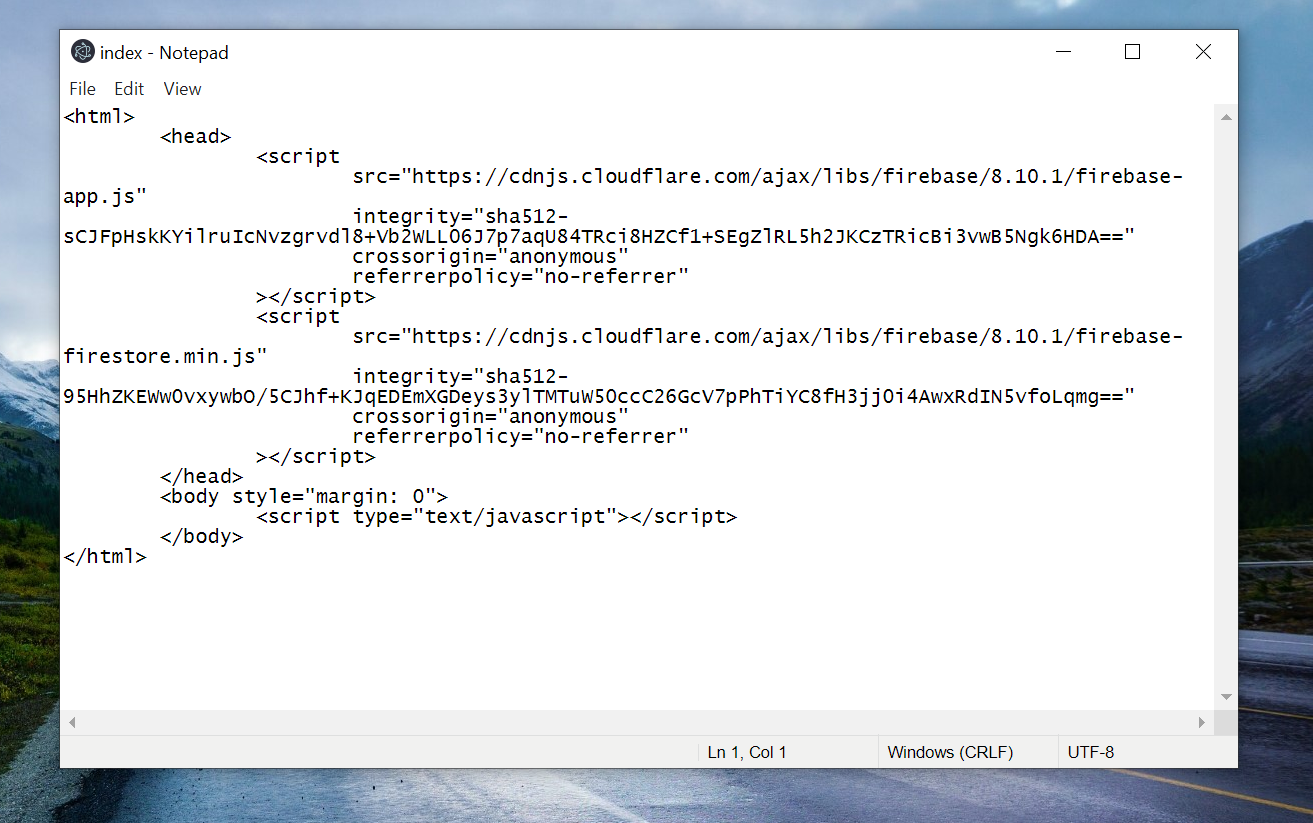 index - Notepad
File Edit View
<html>
<head>
<script
src="https://cdnjs.cloudflare.com/ajax/libs/firebase/8.10.1/firebase-
app.js"
integrity="sha512-
sCJFpHskKYilruIcNvzgrvdl8+Vb2WLLO6J7p7aqU84TRci8HZCf1+SEgZlRL5h2JKCzTRicBi3vwB5Ngk6HDA=="
crossorigin="anonymous"
referrerpolicy="no-referrer"
></script>
<script
src="https://cdnjs.cloudflare.com/ajax/libs/firebase/8.10.1/firebase-
firestore.min.js"
integrity="sha512-
95HhZKEWw0vxywbO/5CJhf+KJqEDEmXGDeys3ylTMTuW50ccC26GcV7pPhTiYC8fH3jj0i4AwxRdIN5vfoLqmg=="
crossorigin="anonymous"
referrerpolicy="no-referrer"
></script>
</head>
<body style="margin: 0">
<script type="text/javascript"></script>
</body>
</html>
Ln 1, Col 1 Windows (CRLF) UTF-8